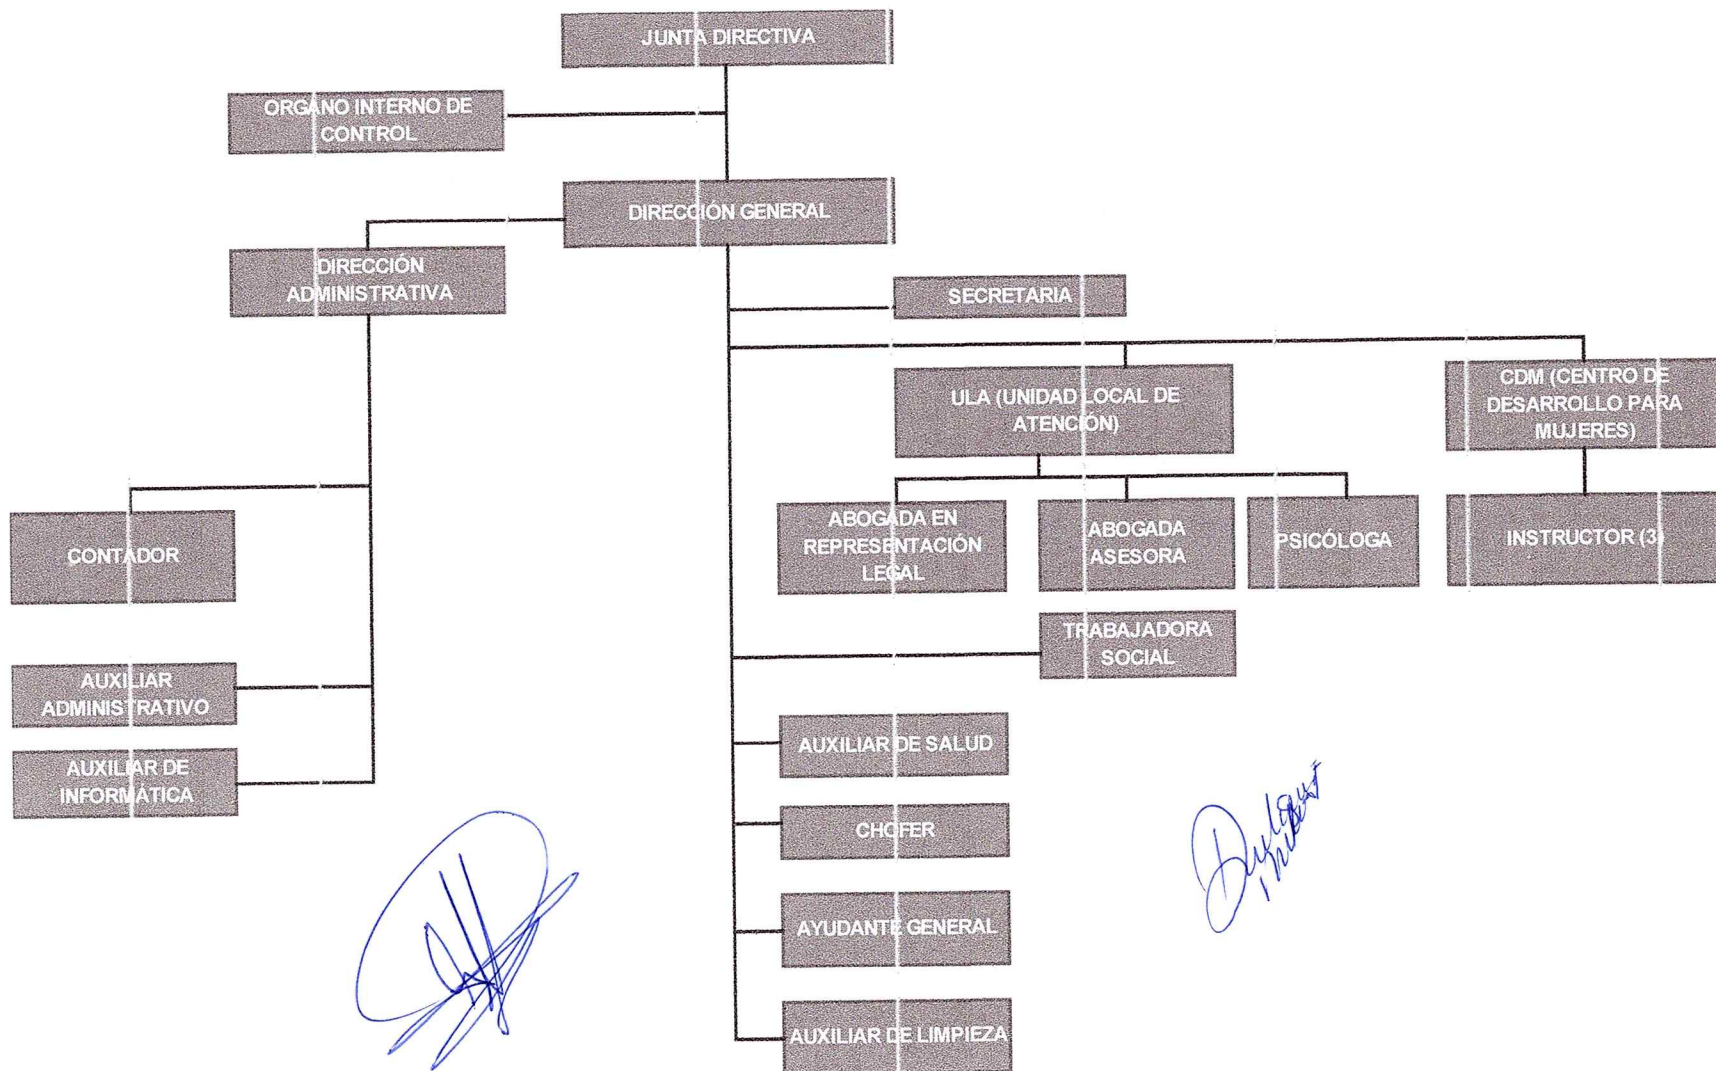 JUNTA DIRECTIVA
ORGANO INTERNO DE
CONTROL
DIRECCIÓN GENERAL
DIRECCIÓN
ADMINISTRATIVA
SECRETARIA
ULA (UNIDAD LOCAL DE
ATENCIÓN)
CDM (CENTRO DE
DESARROLLO PARA
MUJERES)
CONTADOR
ABOGADA EN
REPRESENTACIÓN
LEGAL
ABOGADA
ASESORA
PSICÓLOGA
INSTRUCTOR (3)
TRABAJADORA
SOCIAL
AUXILIAR
ADMINISTRATIVO
AUXILIAR DE
INFORMÁTICA
AUXILIAR DE SALUD
CHOFER
AYUDANTE GENERAL
AUXILIAR DE LIMPIEZA